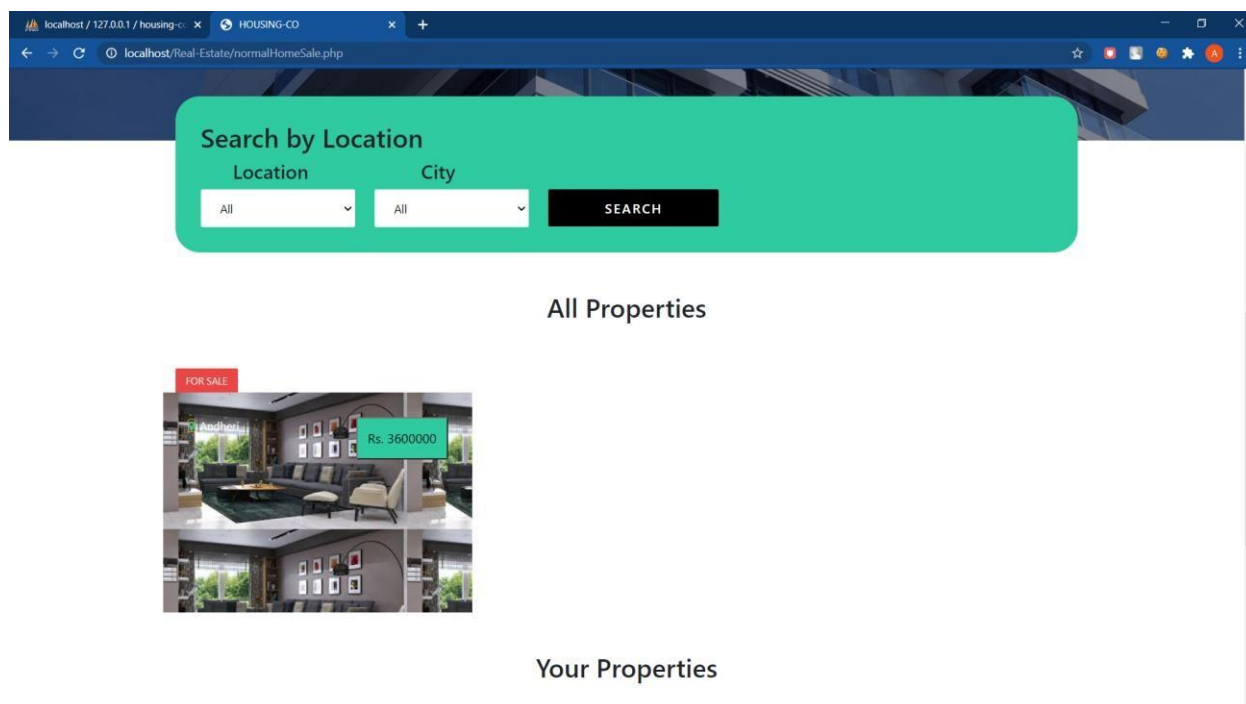 localhost / 127.0.0.1 / housing-c
HOUSING-CO
localhost/Real-Estate/normalHomeSale.php
A
Search by Location
Location City
All All SEARCH
All Properties
FOR SALE
Andheri
Rs. 3600000
Your Properties